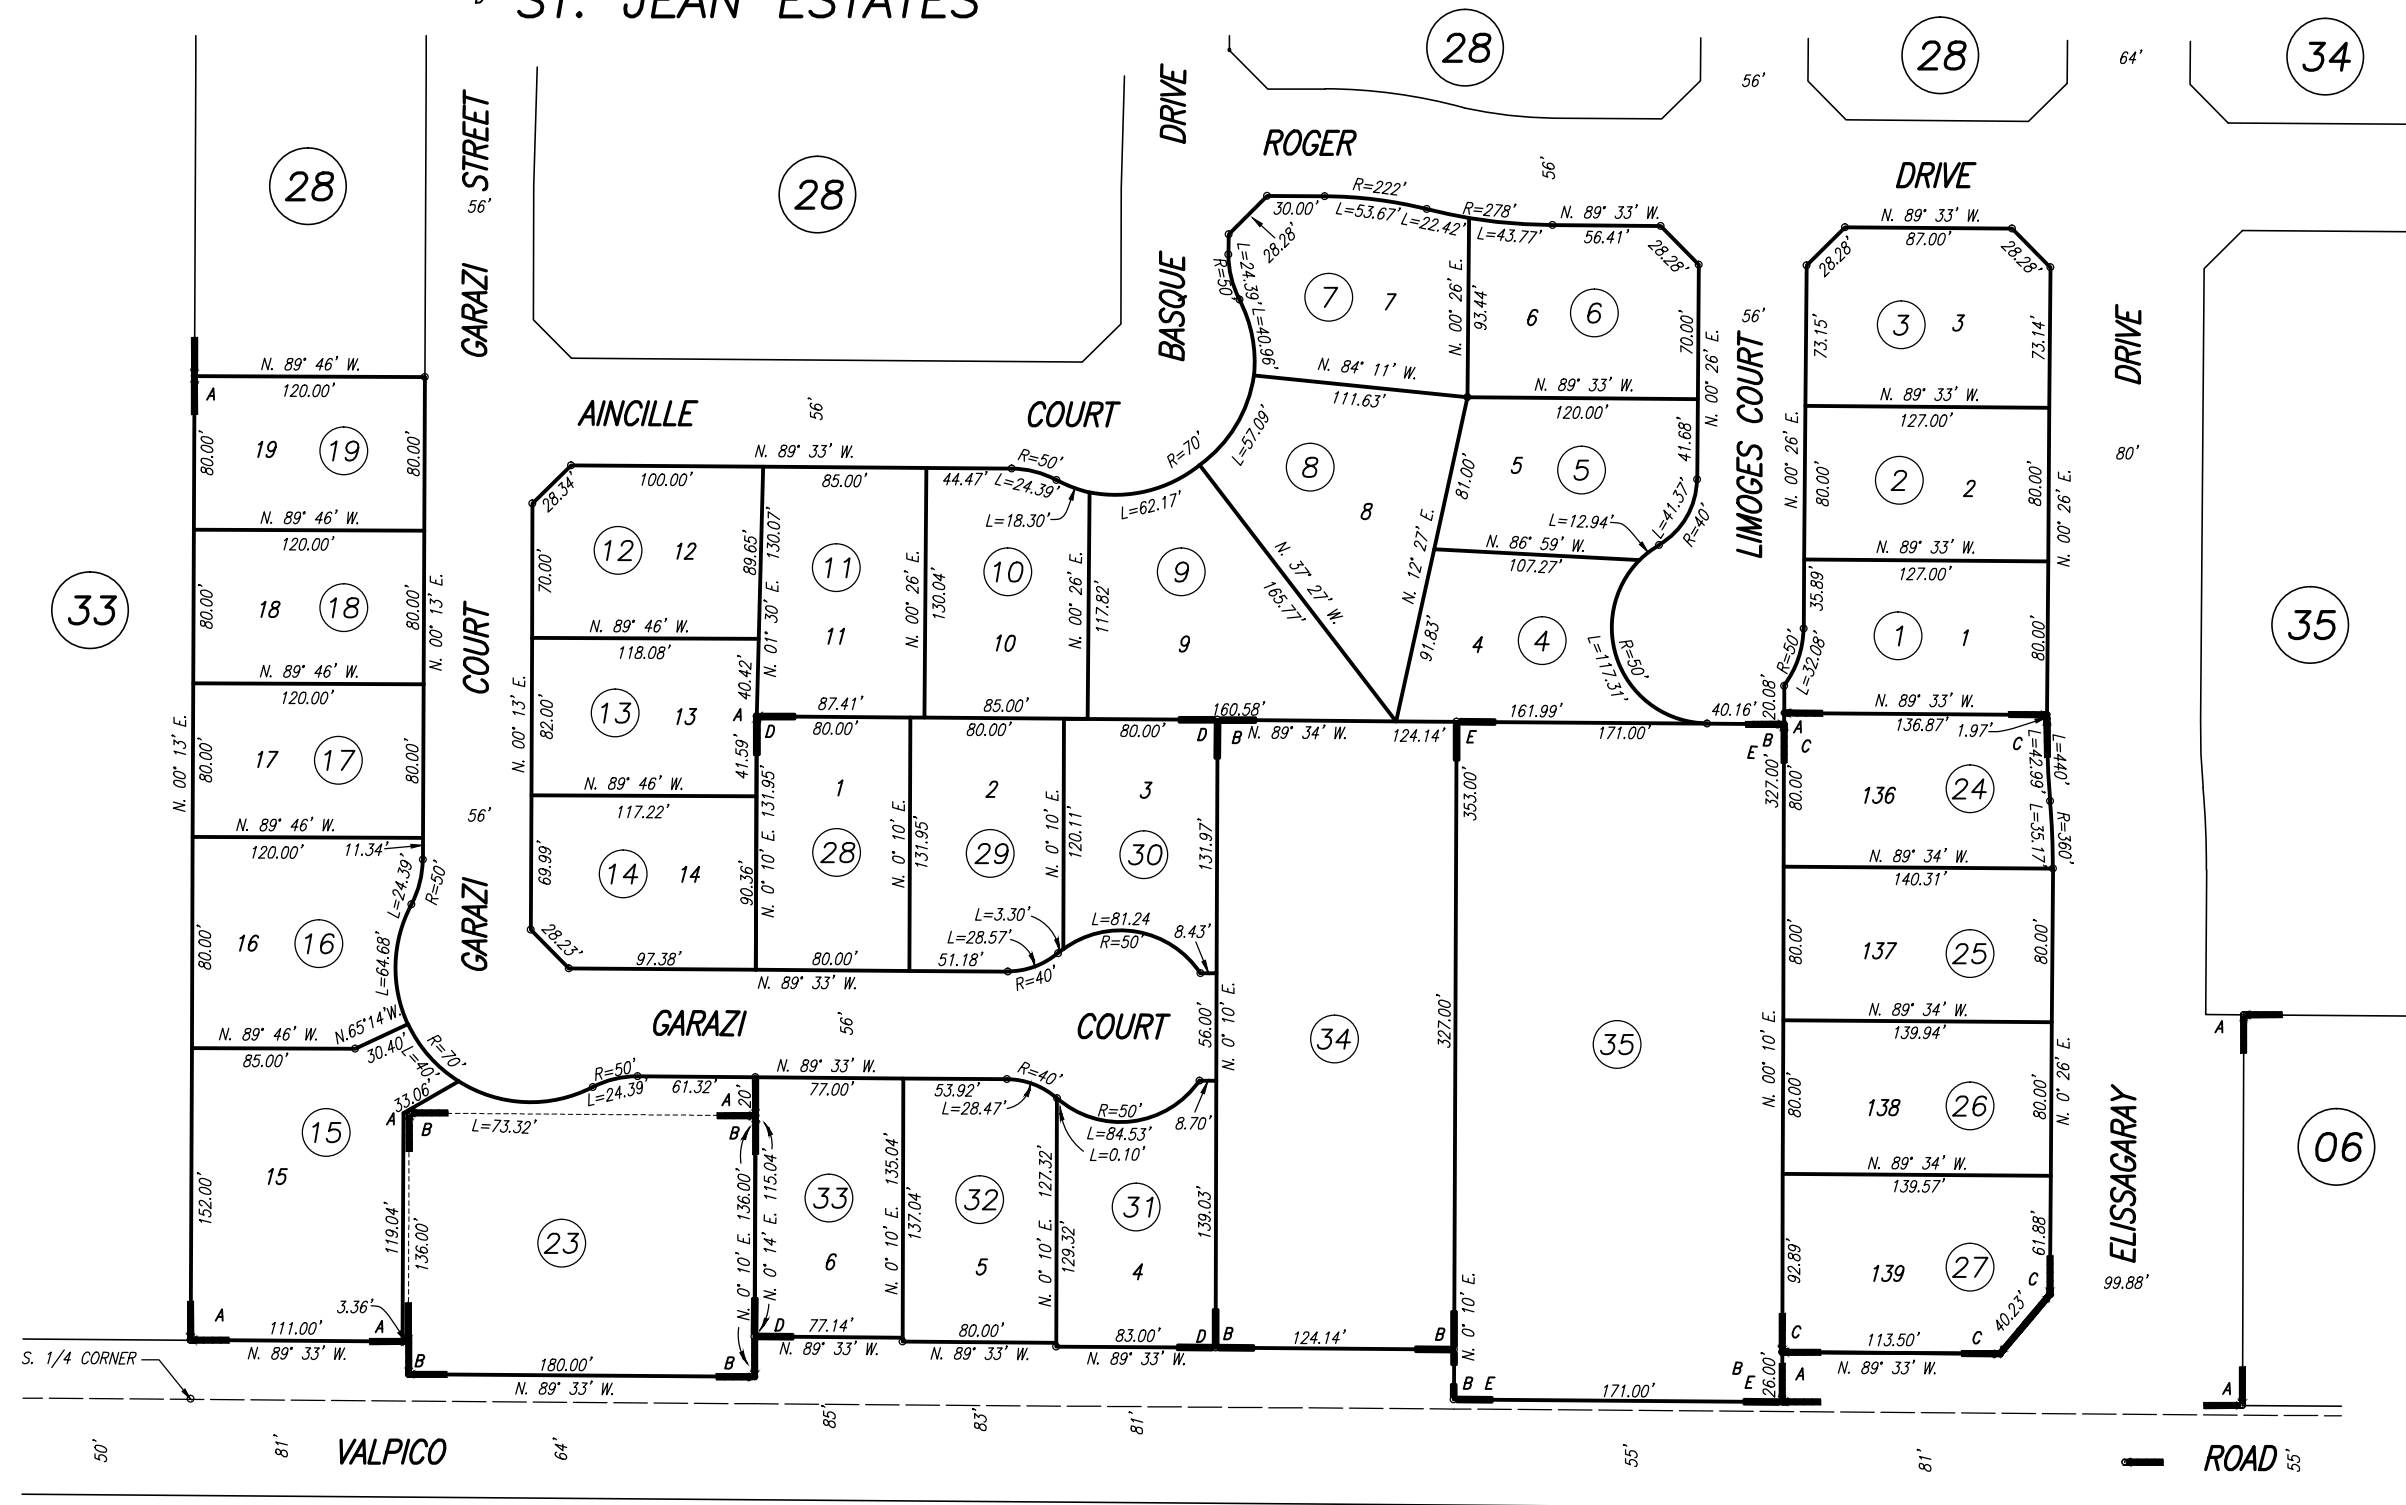 ST. JEAN ESTATES
28
28
28
28
34
33
35
06
GARAZI STREET
56'
GARAZI COURT
56'
BASQUE DRIVE
ROGER DRIVE
56'
56'
64'
LIMOGES COURT
56'
DRIVE
80'
ELISSAGARAY
99.88'
AINCILLE COURT
56'
GARAZI COURT
56'
VALPICO ROAD
50'
81'
64'
85'
83'
81'
55'
81'
55'
S. 1/4 CORNER
N. 89° 46' W.
120.00'
A
80.00'
19
19
80.00'
N. 89° 46' W.
120.00'
80.00'
18
18
80.00'
N. 00° 13' E.
N. 89° 46' W.
120.00'
N. 00° 13' E.
80.00'
17
17
80.00'
N. 89° 46' W.
120.00'
11.34'
L=24.39'
R=50'
80.00'
16
16
L=64.68'
N. 89° 46' W.
85.00'
N.65°14'W.
30.40'
L=40'
R=70'
33.06'
15
15
152.00'
119.04'
A
3.36'
A
111.00'
A
N. 89° 33' W.
B
L=73.32'
R=50'
L=24.39'
61.32'
A
20'
B
136.00'
23
B
180.00'
B
N. 89° 33' W.
N. 0° 10' E. 136.00'
N. 0° 14' E. 115.04'
N. 89° 33' W.
28.34'
100.00'
85.00'
44.47'
R=50'
L=24.39'
L=18.30'
L=62.17'
R=70'
70.00'
12
12
89.65'
130.07'
N. 01° 30' E.
N. 89° 46' W.
118.08'
N. 00° 13' E.
82.00'
13
13
40.42'
A
41.59'
N. 89° 46' W.
117.22'
69.99'
14
14
90.36'
28.23'
97.38'
11
11
N. 00° 26' E.
130.04'
87.41'
10
10
N. 00° 26' E.
117.82'
85.00'
9
9
160.58'
N. 37° 27' W.
165.77'
30.00'
R=222'
L=53.67'
L=22.42'
R=278'
L=43.77'
N. 89° 33' W.
56.41'
28.28'
28.28'
R=50'
L=24.39'
L=40.96'
7
7
N. 00° 26' E.
93.44'
N. 84° 11' W.
111.63'
6
6
70.00'
N. 00° 26' E.
N. 89° 33' W.
120.00'
L=57.09'
8
8
81.00'
N. 12° 27' E.
91.83'
5
5
41.68'
L=41.37'
R=40'
L=12.94'
N. 86° 59' W.
107.27'
4
4
R=50'
L=117.31'
161.99'
40.16'
20.08'
N. 89° 33' W.
87.00'
28.28'
28.28'
73.15'
3
3
73.14'
N. 89° 33' W.
127.00'
N. 00° 26' E.
80.00'
2
2
80.00'
N. 00° 26' E.
N. 89° 33' W.
127.00'
35.89'
R=50'
L=32.08'
1
1
80.00'
N. 89° 33' W.
136.87'
1.97'
A
B
E
C
C
L=440'
L=42.99'
L=35.17'
R=360'
D
80.00'
131.95'
N. 0° 10' E.
1
28
80.00'
N. 0° 10' E.
131.95'
80.00'
2
29
L=3.30'
L=28.57'
51.18'
R=40'
N. 0° 10' E.
120.11'
80.00'
3
30
L=81.24
R=50'
8.43'
131.97'
D
B
N. 89° 34' W.
124.14'
E
171.00'
N. 89° 33' W.
56.00'
N. 0° 10' E.
N. 89° 33' W.
77.00'
53.92'
R=40'
L=28.47'
R=50'
L=84.53'
L=0.10'
8.70'
33
6
135.04'
137.04'
N. 0° 10' E.
32
5
127.32'
129.32'
N. 0° 10' E.
31
4
139.03'
D
77.14'
N. 89° 33' W.
80.00'
N. 89° 33' W.
83.00'
N. 89° 33' W.
D
B
34
124.14'
B
353.00'
327.00'
N. 0° 10' E.
35
B
E
171.00'
B
E
26.00'
A
327.00'
80.00'
136
24
N. 89° 34' W.
140.31'
80.00'
137
25
80.00'
N. 89° 34' W.
139.94'
N. 00° 10' E.
80.00'
138
26
80.00'
N. 0° 26' E.
N. 89° 34' W.
139.57'
92.89'
139
27
61.88'
C
40.23'
C
113.50'
C
N. 89° 33' W.
A
A